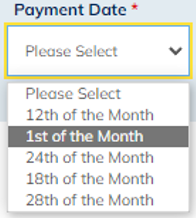 Payment Date *
Please Select
Please Select
12th of the Month
1st of the Month
24th of the Month
18th of the Month
28th of the Month